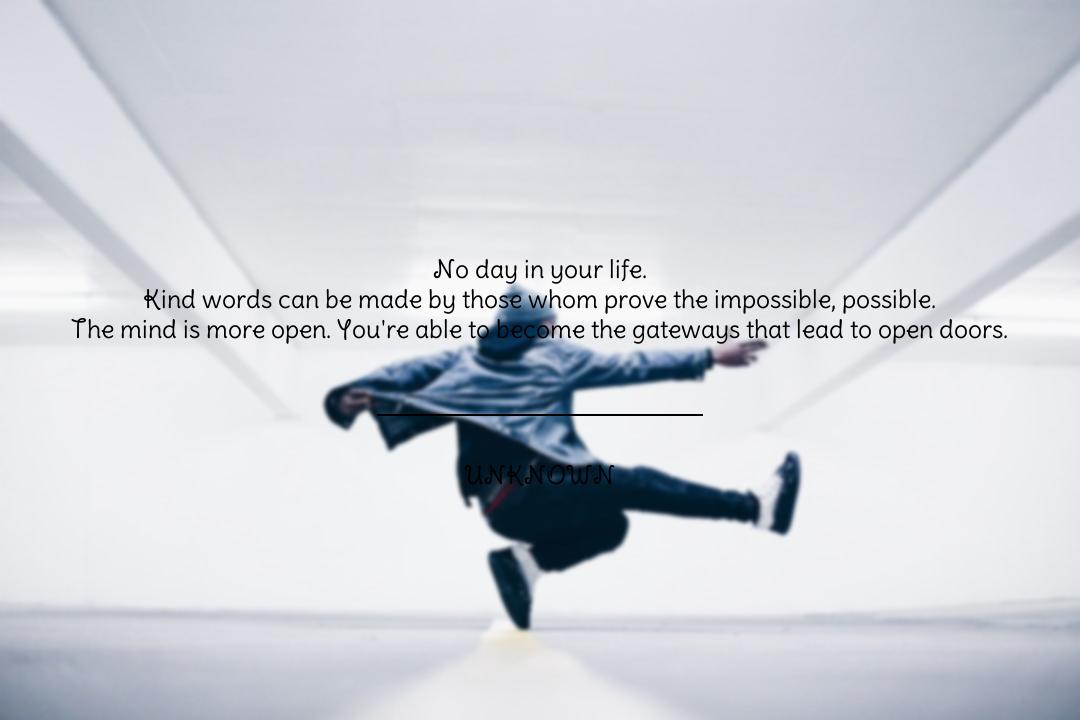 No day in your life.
Kind words can be made by those whom prove the impossible, possible.
The mind is more open. You're able to become the gateways that lead to open doors.
UNKNOWN